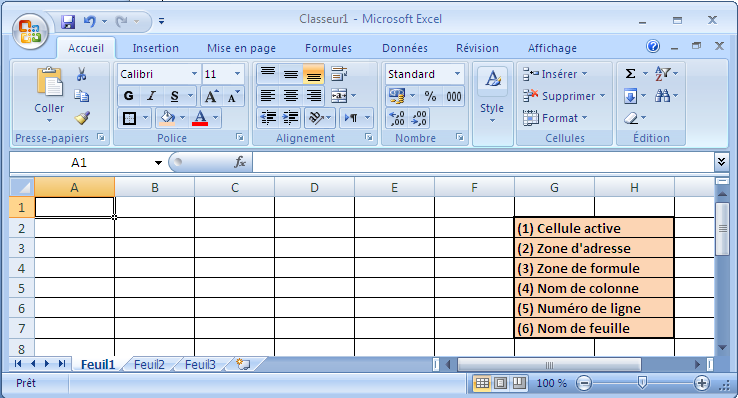 Classeur1 - Microsoft Excel
Accueil Insertion Mise en page Formules Données Révision Affichage
Calibri 11 Standard Insérer Σ
Coller G I S A A % 000 Style Supprimer
A Format
Presse-papiers Police Alignement Nombre Cellules Édition
A1 fx
A B C D E F G H
1
2 (1) Cellule active
3 (2) Zone d'adresse
4 (3) Zone de formule
5 (4) Nom de colonne
6 (5) Numéro de ligne
7 (6) Nom de feuille
8
Feuil1 Feuil2 Feuil3
Prêt 100 %